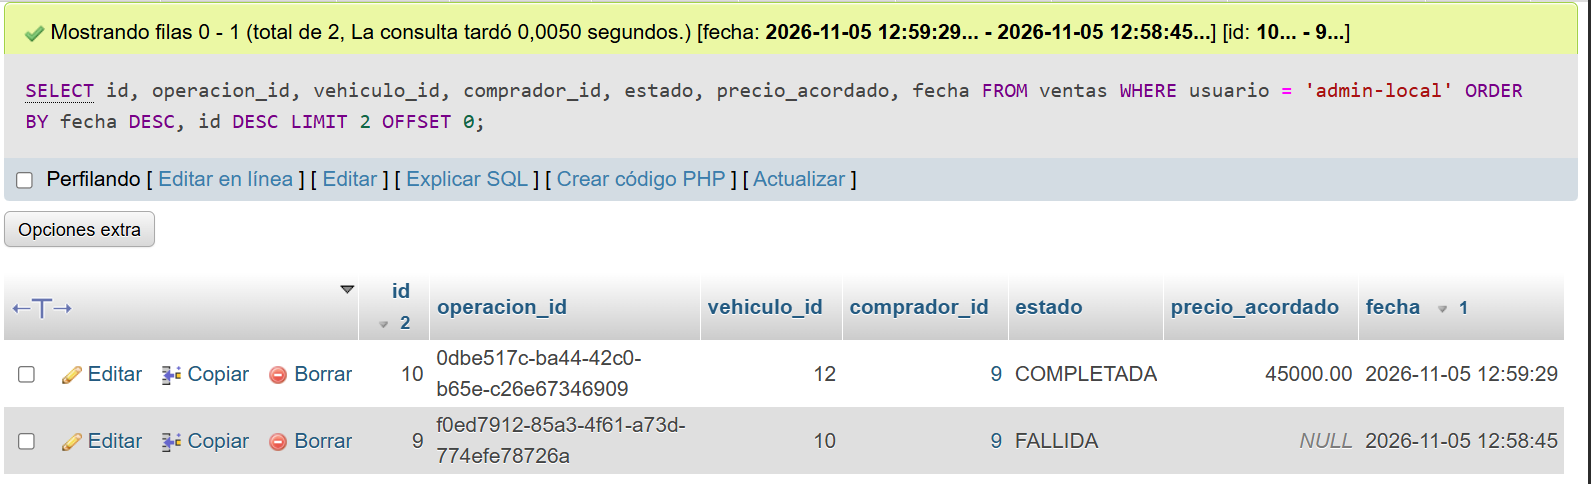 Mostrando filas 0 - 1 (total de 2, La consulta tardó 0,0050 segundos.) [fecha: 2026-11-05 12:59:29... - 2026-11-05 12:58:45...] [id: 10... - 9...]
SELECT id, operacion_id, vehiculo_id, comprador_id, estado, precio_acordado, fecha FROM ventas WHERE usuario = 'admin-local' ORDER
BY fecha DESC, id DESC LIMIT 2 OFFSET 0;
Perfilando [ Editar en línea ] [ Editar ] [ Explicar SQL ] [ Crear código PHP ] [ Actualizar ]
Opciones extra
←T→ id 2 operacion_id vehiculo_id comprador_id estado precio_acordado fecha 1
Editar Copiar Borrar 10 0dbe517c-ba44-42c0-
b65e-c26e67346909 12 9 COMPLETADA 45000.00 2026-11-05 12:59:29
Editar Copiar Borrar 9 f0ed7912-85a3-4f61-a73d-
774efe78726a 10 9 FALLIDA NULL 2026-11-05 12:58:45